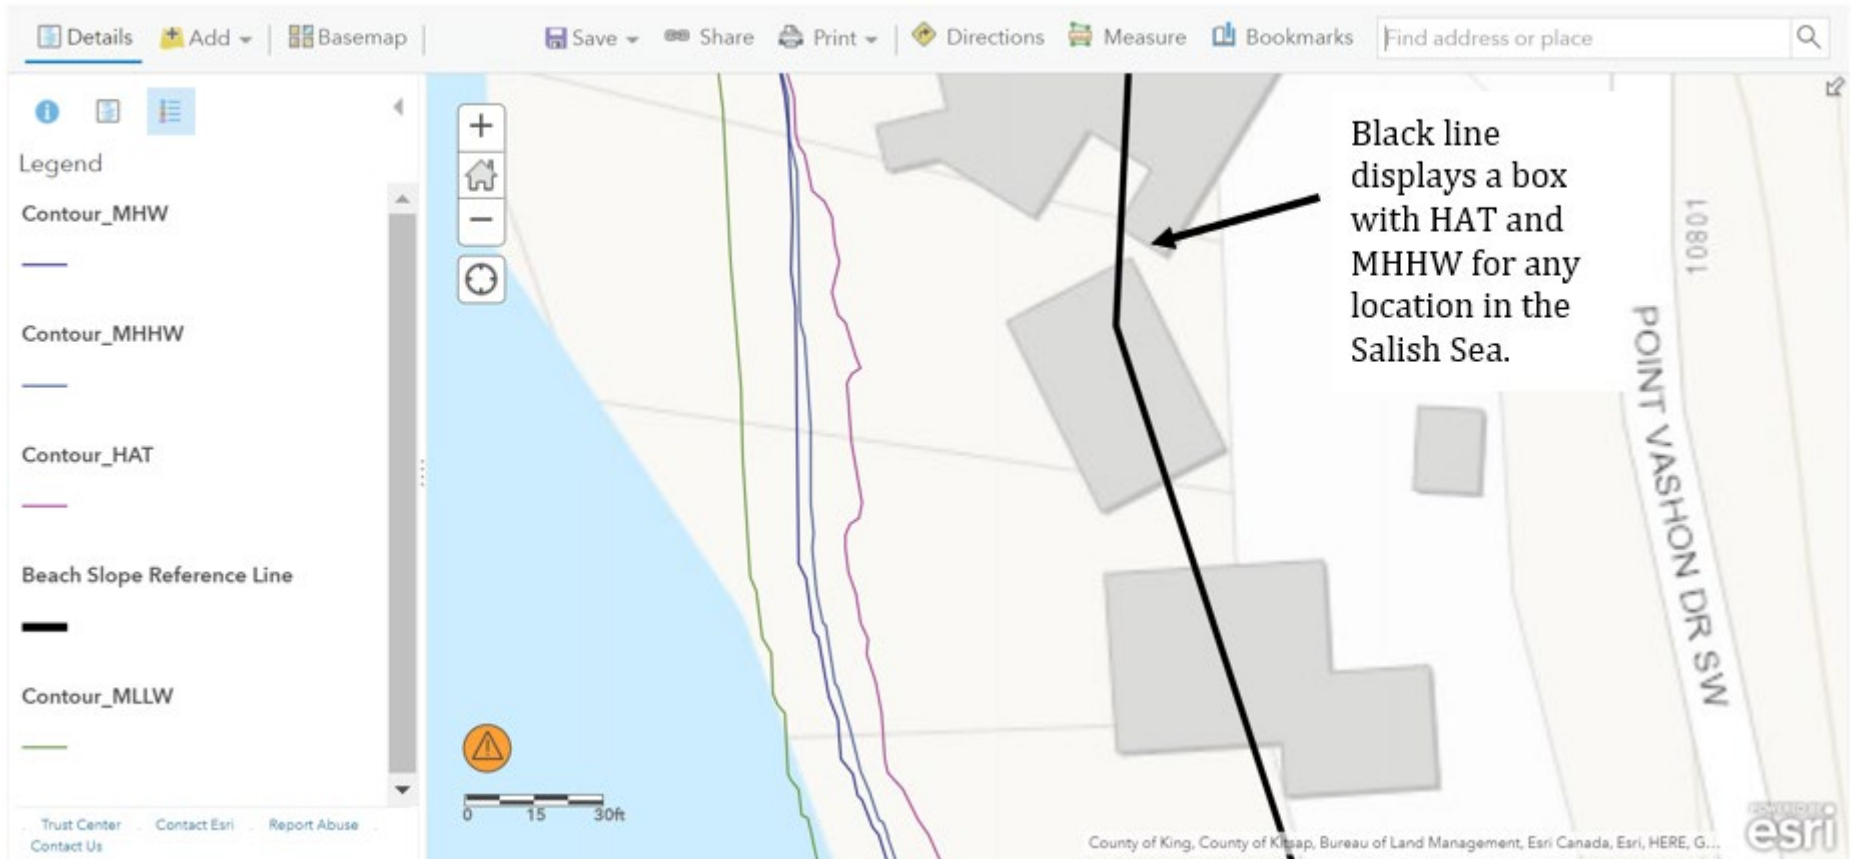 Details Add Basemap Save Share Print Directions Measure Bookmarks Find address or place
Legend
Contour_MHW
Contour_MHHW
Contour_HAT
Beach Slope Reference Line
Contour_MLLW
Trust Center Contact Esri Report Abuse
Contact Us
0 15 30ft
Black line
displays a box
with HAT and
MHHW for any
location in the
Salish Sea.
10801
POINT VASHON DR SW
County of King, County of Kitsap, Bureau of Land Management, Esri Canada, Esri, HERE, G...
POWERED BY
esri